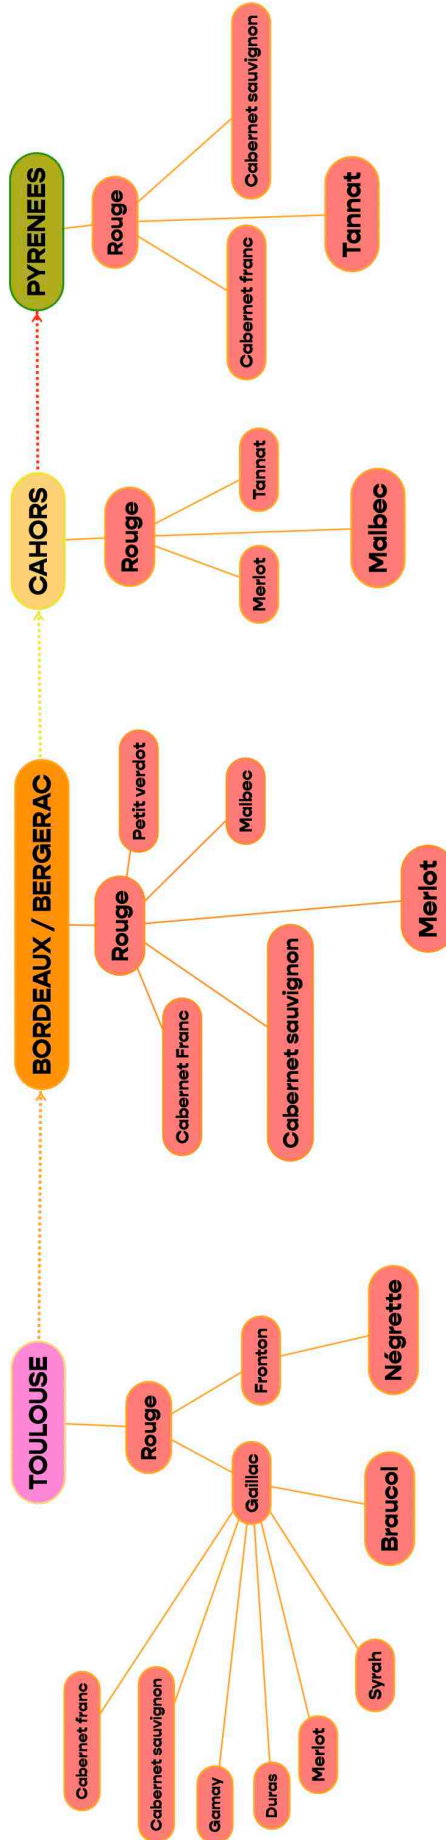 TOULOUSE
Rouge
Gaillac
Cabernet franc
Cabernet sauvignon
Gamay
Duras
Merlot
Syrah
Braucol
Fronton
Négrette
BORDEAUX / BERGERAC
Rouge
Cabernet Franc
Cabernet sauvignon
Merlot
Malbec
Petit verdot
CAHORS
Rouge
Merlot
Malbec
Tannat
PYRENEES
Rouge
Cabernet franc
Tannat
Cabernet sauvignon